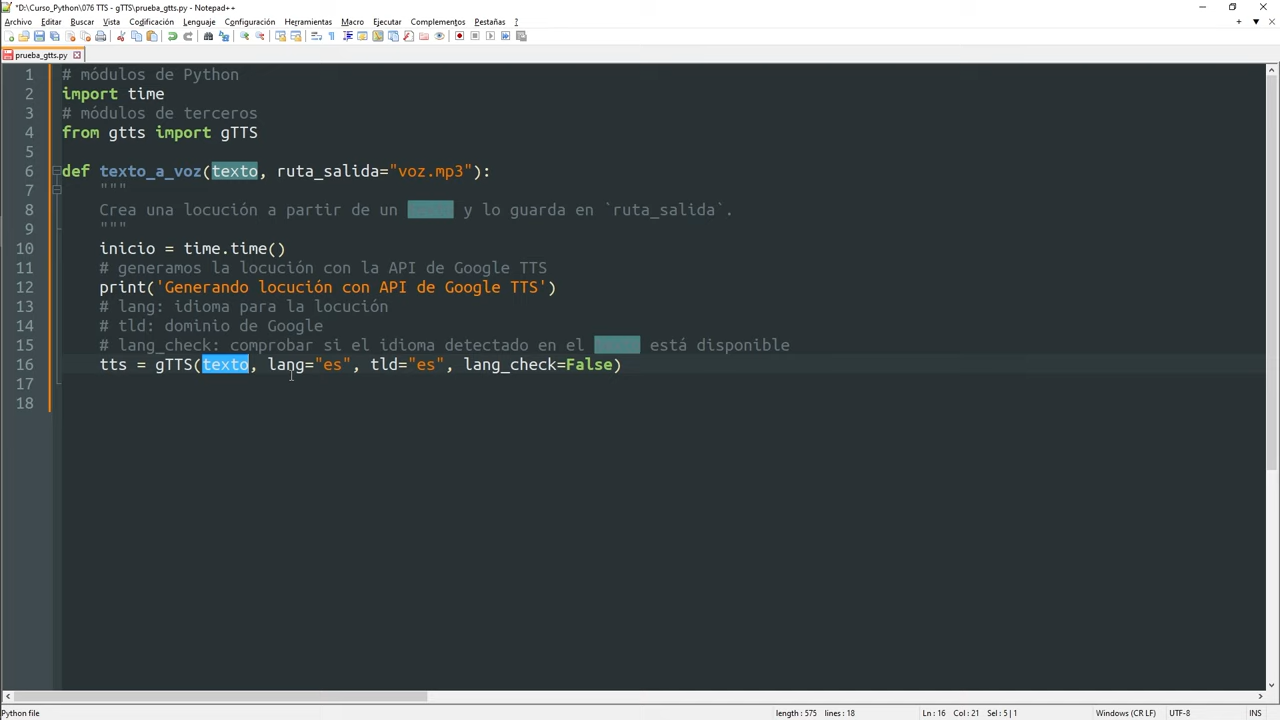 *D:\Curso_Python\076 TTS - gTTS\prueba_gtts.py - Notepad++
Archivo Editar Buscar Vista Codificación Lenguaje Configuración Herramientas Macro Ejecutar Complementos Pestañas ?
prueba_gtts.py
1 # módulos de Python
2 import time
3 # módulos de terceros
4 from gtts import gTTS
5
6 def texto_a_voz(texto, ruta_salida="voz.mp3"):
7 """
8 Crea una locución a partir de un texto y lo guarda en `ruta_salida`.
9 """
10 inicio = time.time()
11 # generamos la locución con la API de Google TTS
12 print('Generando locución con API de Google TTS')
13 # lang: idioma para la locución
14 # tld: dominio de Google
15 # lang_check: comprobar si el idioma detectado en el texto está disponible
16 tts = gTTS(texto, lang="es", tld="es", lang_check=False)
17
18
Python file length : 575 lines : 18 Ln : 16 Col : 21 Sel : 5 | 1 Windows (CR LF) UTF-8 INS